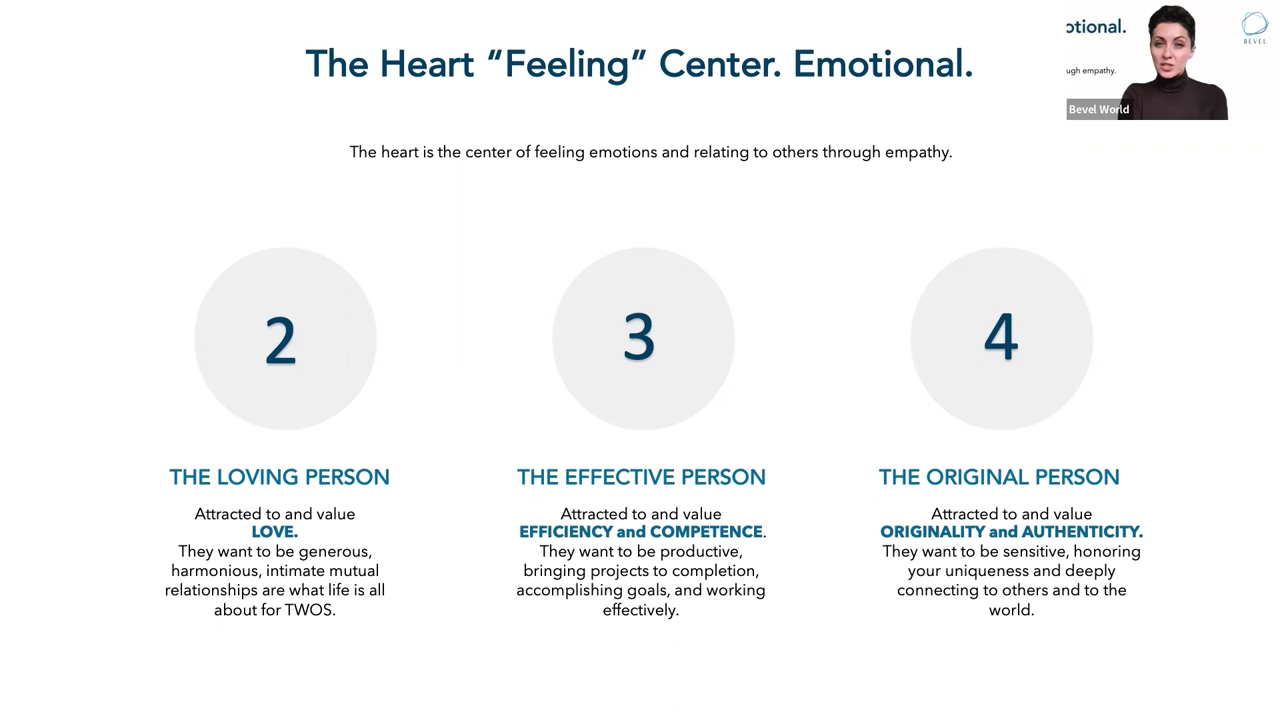 The Heart “Feeling” Center. Emotional.
otional.
BEVEL
ugh empathy.
Bevel World
The heart is the center of feeling emotions and relating to others through empathy.
2
3
4
THE LOVING PERSON
Attracted to and value
LOVE.
They want to be generous,
harmonious, intimate mutual
relationships are what life is all
about for TWOS.
THE EFFECTIVE PERSON
Attracted to and value
EFFICIENCY and COMPETENCE.
They want to be productive,
bringing projects to completion,
accomplishing goals, and working
effectively.
THE ORIGINAL PERSON
Attracted to and value
ORIGINALITY and AUTHENTICITY.
They want to be sensitive, honoring
your uniqueness and deeply
connecting to others and to the
world.